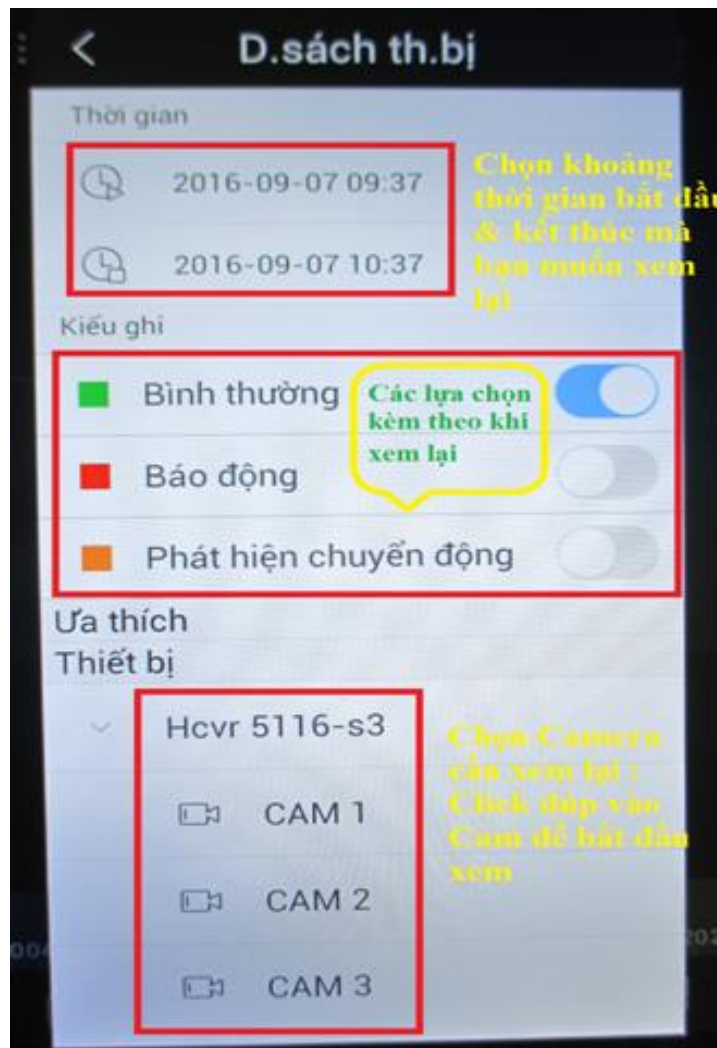 D.sách th.bị
Thời gian
2016-09-07 09:37
2016-09-07 10:37
Chọn khoảng
thời gian bắt đầu
& kết thúc mà
bạn muốn xem
lại
Kiểu ghi
Bình thường
Báo động
Phát hiện chuyển động
Các lựa chọn
kèm theo khi
xem lại
Ưa thích
Thiết bị
Hcvr 5116-s3
CAM 1
CAM 2
CAM 3
Chọn Camera
cần xem lại :
Click đúp vào
Cam để bắt đầu
xem